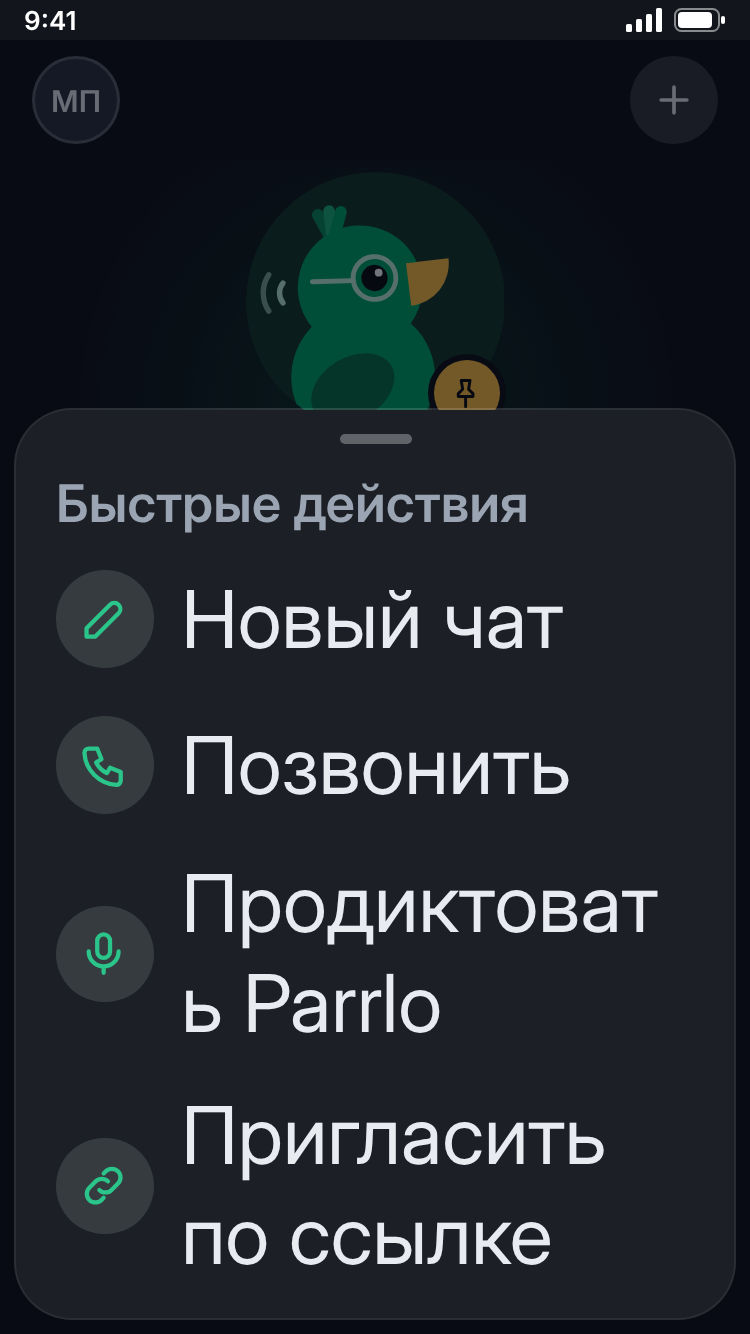 9:41
МП
Быстрые действия
Новый чат
Позвонить
Продиктоват
ь Parrlo
Пригласить
по ссылке